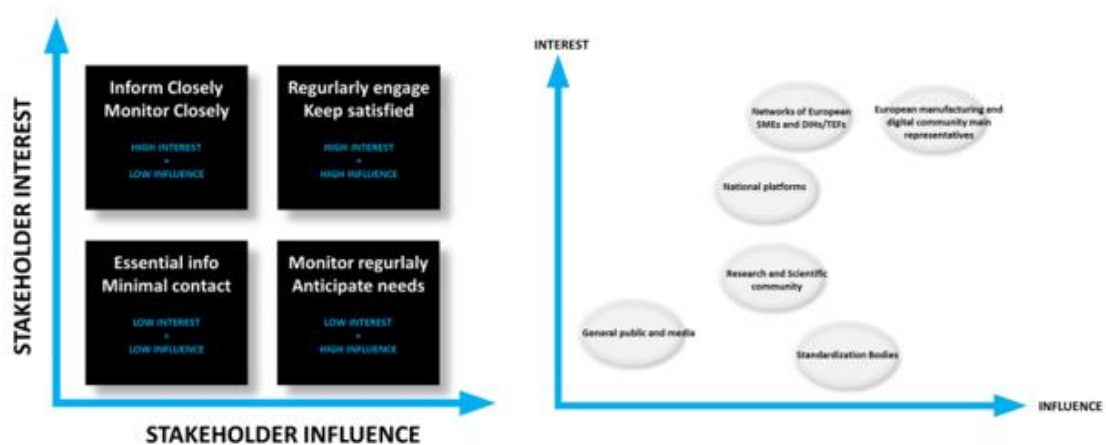 STAKEHOLDER INTEREST
Inform Closely
Monitor Closely
HIGH INTEREST
+
LOW INFLUENCE
Regurlarly engage
Keep satisfied
HIGH INTEREST
+
HIGH INFLUENCE
Essential info
Minimal contact
LOW INTEREST
+
LOW INFLUENCE
Monitor regurlaly
Anticipate needs
LOW INTEREST
+
HIGH INFLUENCE
STAKEHOLDER INFLUENCE
INTEREST
Networks of European
SMEs and DIHs/TEFs
European manufacturing and
digital community main
representatives
National platforms
Research and Scientific
community
General public and media
Standardization Bodies
INFLUENCE